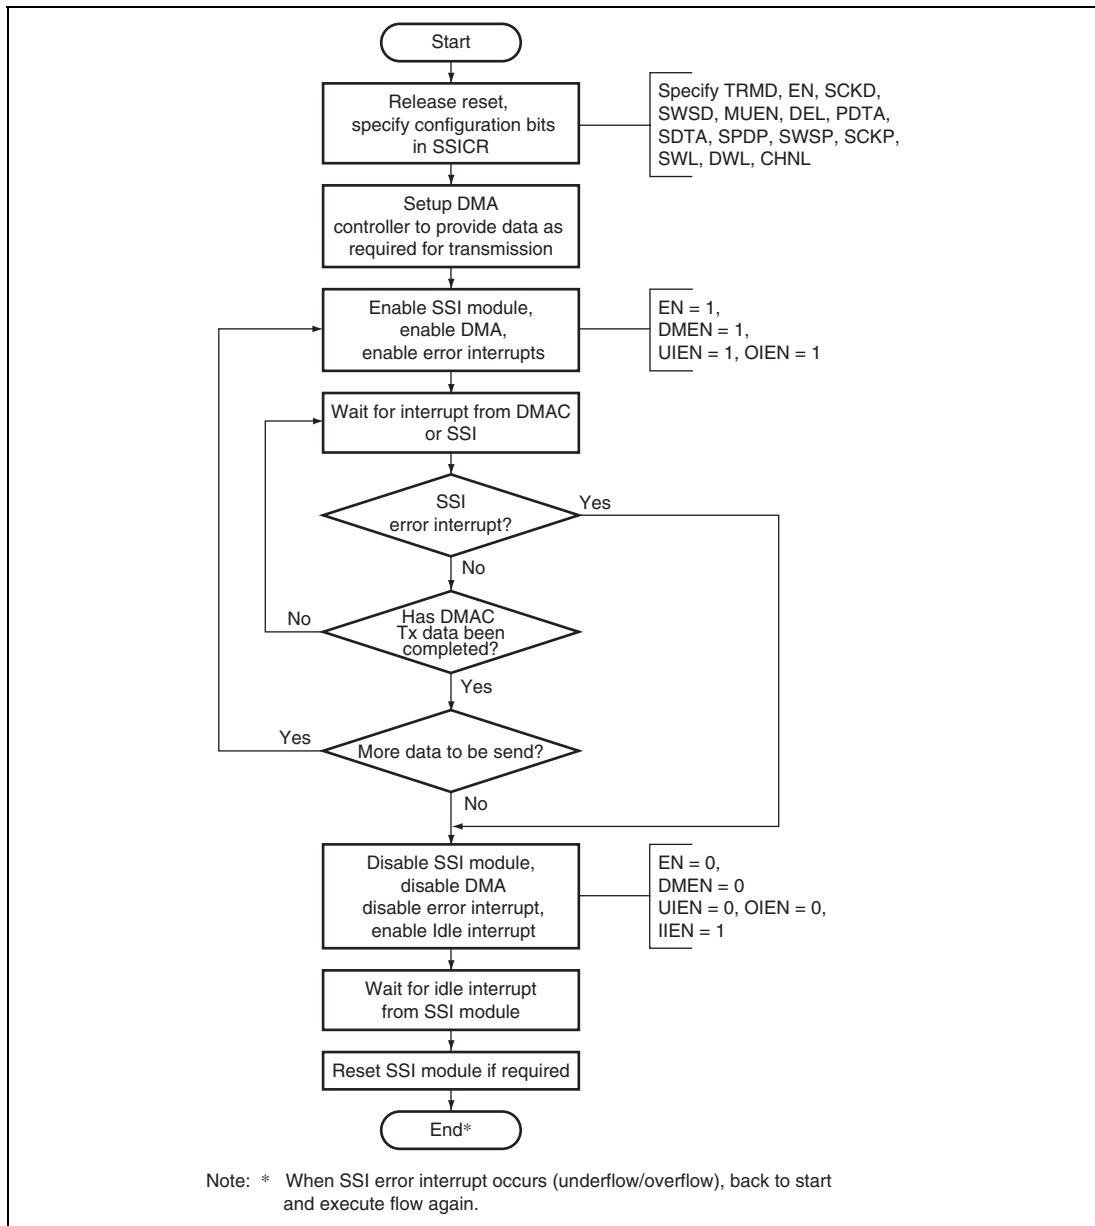 Start
Release reset,
specify configuration bits
in SSICR
Specify TRMD, EN, SCKD,
SWSD, MUEN, DEL, PDTA,
SDTA, SPDP, SWSP, SCKP,
SWL, DWL, CHNL
Setup DMA
controller to provide data as
required for transmission
Enable SSI module,
enable DMA,
enable error interrupts
EN = 1,
DMEN = 1,
UIEN = 1, OIEN = 1
Wait for interrupt from DMAC
or SSI
SSI
error interrupt?
Yes
No
Has DMAC
Tx data been
completed?
No
Yes
More data to be send?
Yes
No
Disable SSI module,
disable DMA
disable error interrupt,
enable Idle interrupt
EN = 0,
DMEN = 0
UIEN = 0, OIEN = 0,
IIEN = 1
Wait for idle interrupt
from SSI module
Reset SSI module if required
End*
Note: * When SSI error interrupt occurs (underflow/overflow), back to start
and execute flow again.